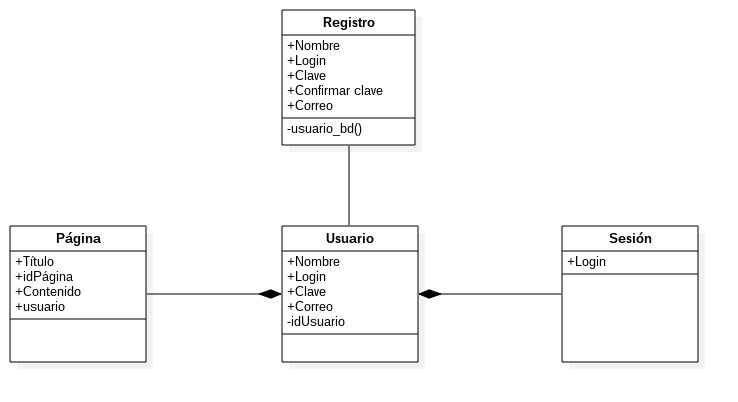 Registro
+Nombre
+Login
+Clave
+Confirmar clave
+Correo
-usuario_bd()
Página
+Título
+idPágina
+Contenido
+usuario
Usuario
+Nombre
+Login
+Clave
+Correo
-idUsuario
Sesión
+Login